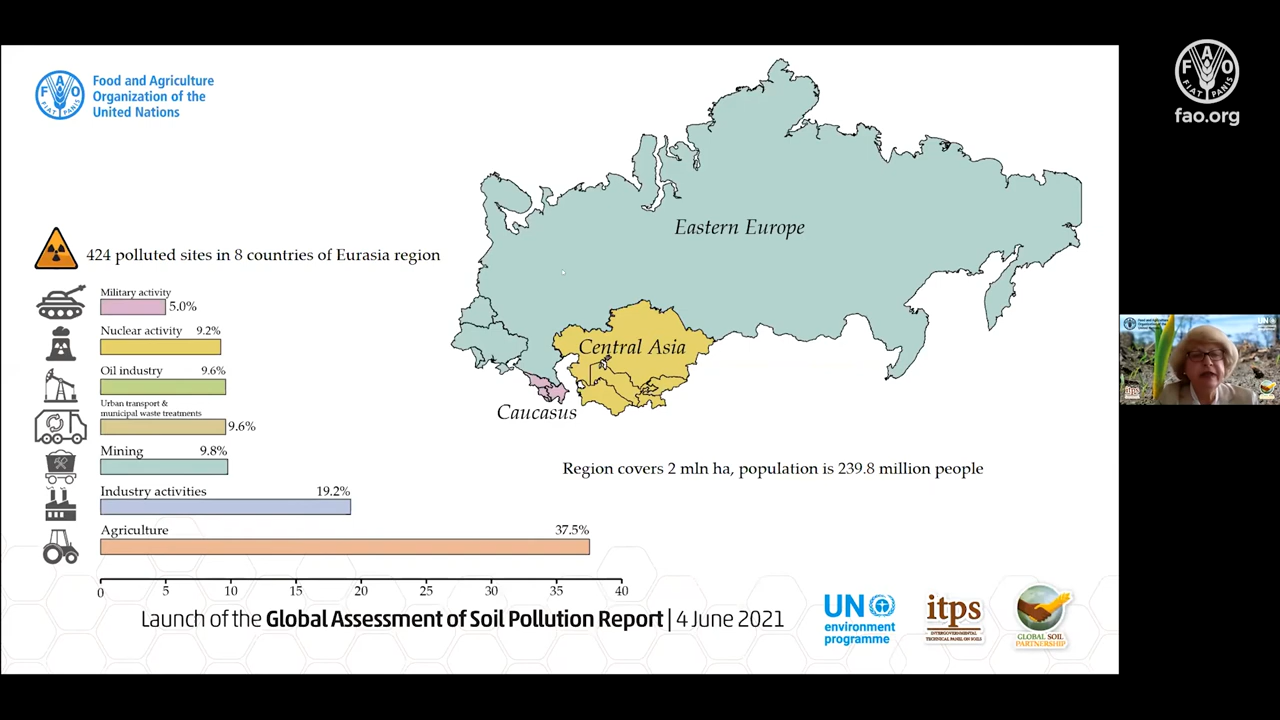 Food and Agriculture
Organization of the
United Nations
FAO
FIAT PANIS
fao.org
424 polluted sites in 8 countries of Eurasia region
Military activity
5.0%
Nuclear activity 9.2%
Oil industry 9.6%
Urban transport &
municipal waste treatments
9.6%
Mining 9.8%
Industry activities 19.2%
Agriculture 37.5%
0 5 10 15 20 25 30 35 40
Eastern Europe
Central Asia
Caucasus
Region covers 2 mln ha, population is 239.8 million people
Launch of the Global Assessment of Soil Pollution Report | 4 June 2021
UN
environment
programme
itps
INTERGOVERNMENTAL
TECHNICAL PANEL ON SOILS
GLOBAL SOIL
PARTNERSHIP